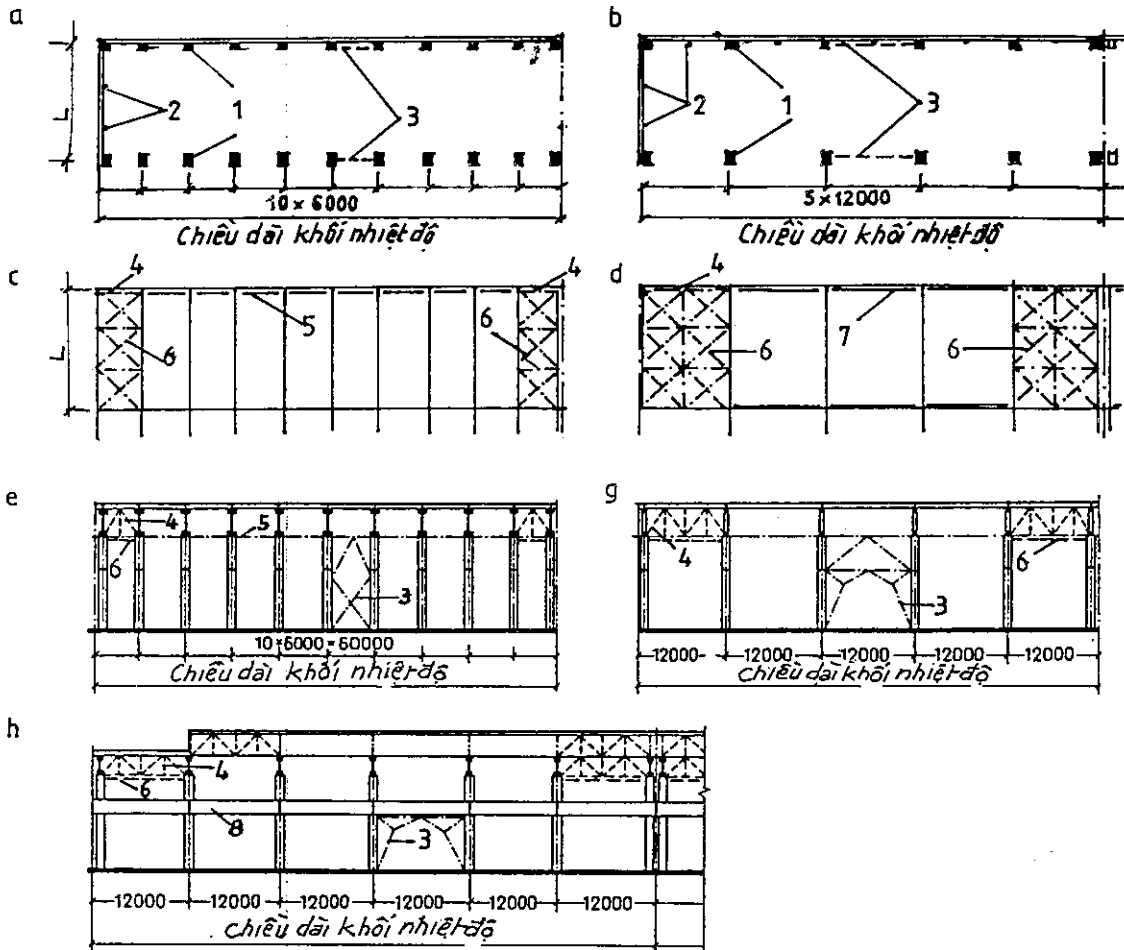 a
b
L
2
1
3
2
1
3
10 × 6000
5 × 12000
Chiều dài khối nhiệt độ
Chiều dài khối nhiệt độ
c
4
4
d
4
L
6
5
6
6
7
6
e
4
5
6
3
g
4
6
3
10×6000=60000
12000 12000 12000 12000 12000
Chiều dài khối nhiệt độ
Chiều dài khối nhiệt độ
h
4
6
8
3
12000 12000 12000 12000 12000 12000
Chiều dài khối nhiệt độ